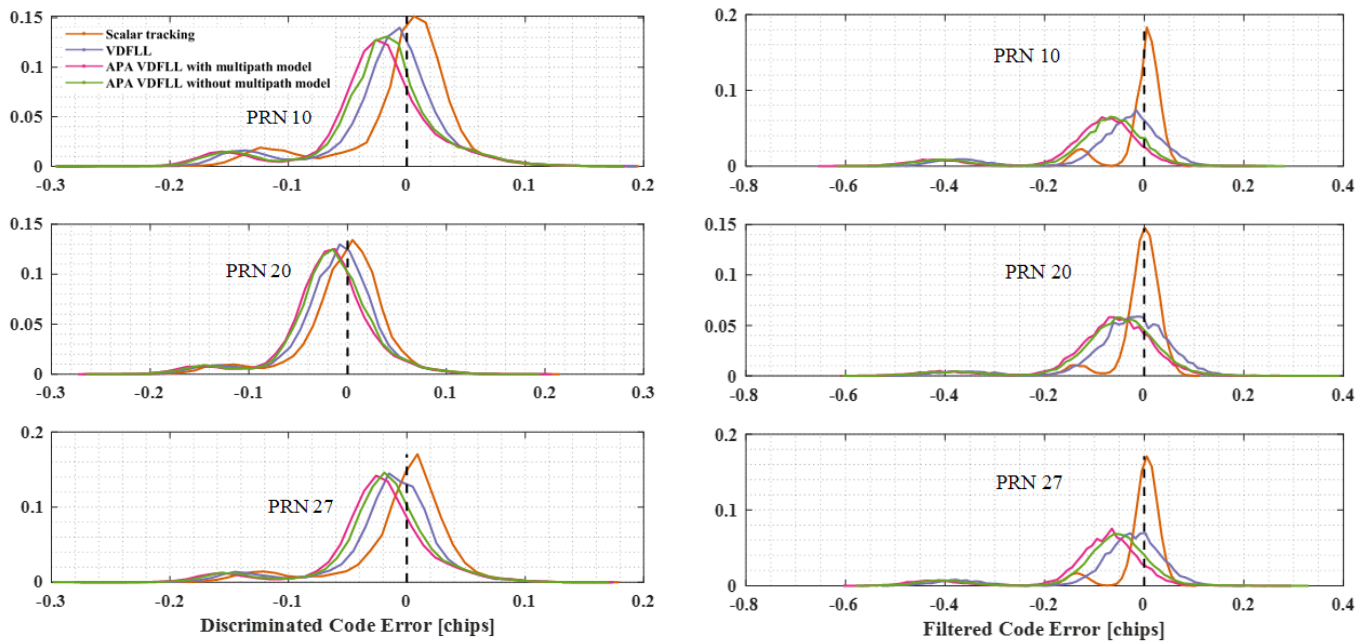 0.15
0.1
0.05
0
Scalar tracking
VDFLL
APA VDFLL with multipath model
APA VDFLL without multipath model
PRN 10
-0.3 -0.2 -0.1 0 0.1 0.2
0.2
0.15
0.1
0.05
0
PRN 10
-0.8 -0.6 -0.4 -0.2 0 0.2 0.4
0.15
0.1
0.05
0
PRN 20
-0.3 -0.2 -0.1 0 0.1 0.2 0.3
0.15
0.1
0.05
0
PRN 20
-0.8 -0.6 -0.4 -0.2 0 0.2 0.4
0.2
0.1
0
PRN 27
-0.3 -0.2 -0.1 0 0.1 0.2
Discriminated Code Error [chips]
0.2
0.1
0
PRN 27
-0.8 -0.6 -0.4 -0.2 0 0.2 0.4
Filtered Code Error [chips]